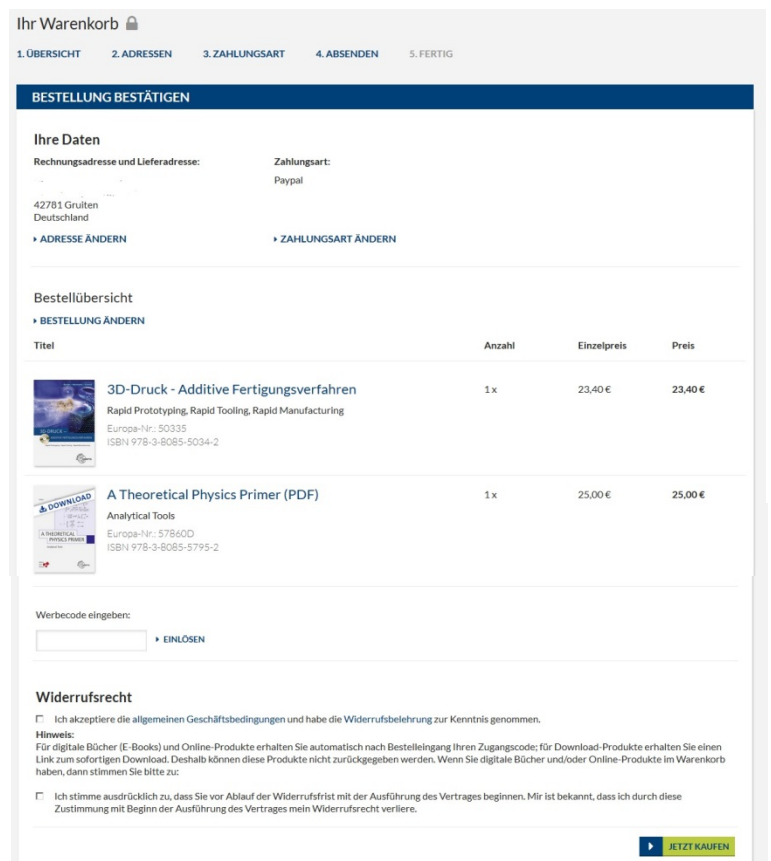 Ihr Warenkorb
1. ÜBERSICHT 2. ADRESSEN 3. ZAHLUNGSART 4. ABSENDEN 5. FERTIG
BESTELLUNG BESTÄTIGEN
Ihre Daten
Rechnungsadresse und Lieferadresse: Zahlungsart:
Paypal
42781 Gruiten
Deutschland
ADRESSE ÄNDERN ZAHLUNGSART ÄNDERN
Bestellübersicht
BESTELLUNG ÄNDERN
Titel Anzahl Einzelpreis Preis
3D-Druck - Additive Fertigungsverfahren 1 x 23,40 € 23,40 €
Rapid Prototyping, Rapid Tooling, Rapid Manufacturing
Europa-Nr.: 50335
ISBN 978-3-8085-5034-2
3D-DRUCK
DOWNLOAD
A THEORETICAL
PHYSICS PRIMER
A Theoretical Physics Primer (PDF) 1 x 25,00 € 25,00 €
Analytical Tools
Europa-Nr.: 57860D
ISBN 978-3-8085-5795-2
Werbecode eingeben:
EINLÖSEN
Widerrufsrecht
Ich akzeptiere die allgemeinen Geschäftsbedingungen und habe die Widerrufsbelehrung zur Kenntnis genommen.
Hinweis:
Für digitale Bücher (E-Books) und Online-Produkte erhalten Sie automatisch nach Bestelleingang Ihren Zugangscode; für Download-Produkte erhalten Sie einen
Link zum sofortigen Download. Deshalb können diese Produkte nicht zurückgegeben werden. Wenn Sie digitale Bücher und/oder Online-Produkte im Warenkorb
haben, dann stimmen Sie bitte zu:
Ich stimme ausdrücklich zu, dass Sie vor Ablauf der Widerrufsfrist mit der Ausführung des Vertrages beginnen. Mir ist bekannt, dass ich durch diese
Zustimmung mit Beginn der Ausführung des Vertrages mein Widerrufsrecht verliere.
JETZT KAUFEN